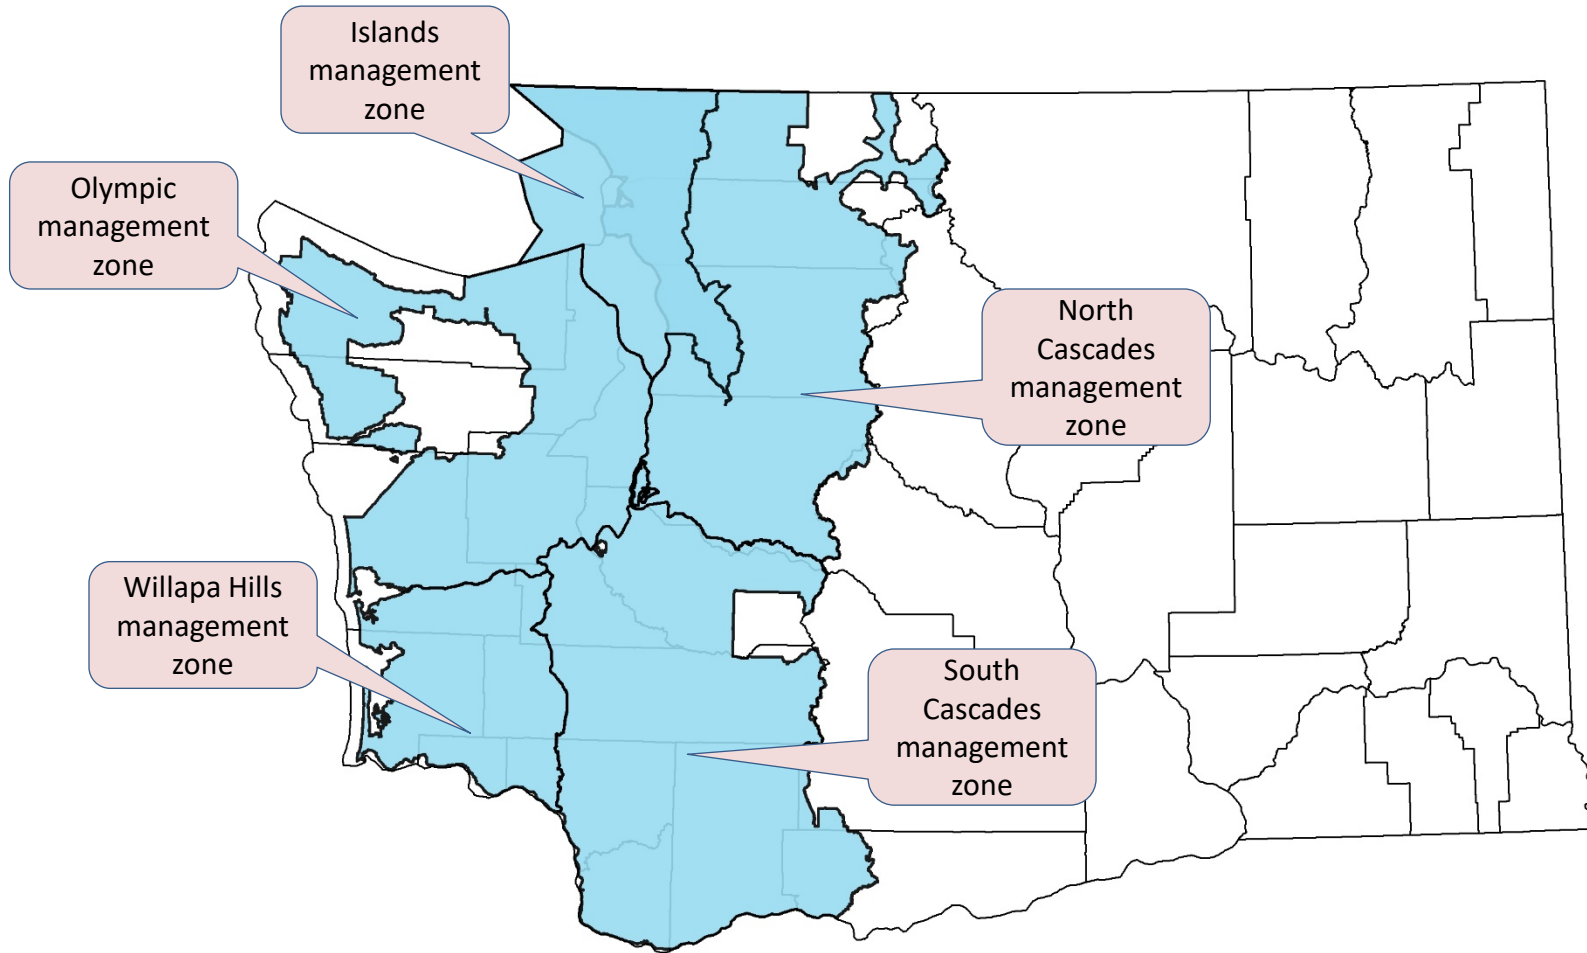 Islands
management
zone
Olympic
management
zone
North
Cascades
management
zone
Willapa Hills
management
zone
South
Cascades
management
zone